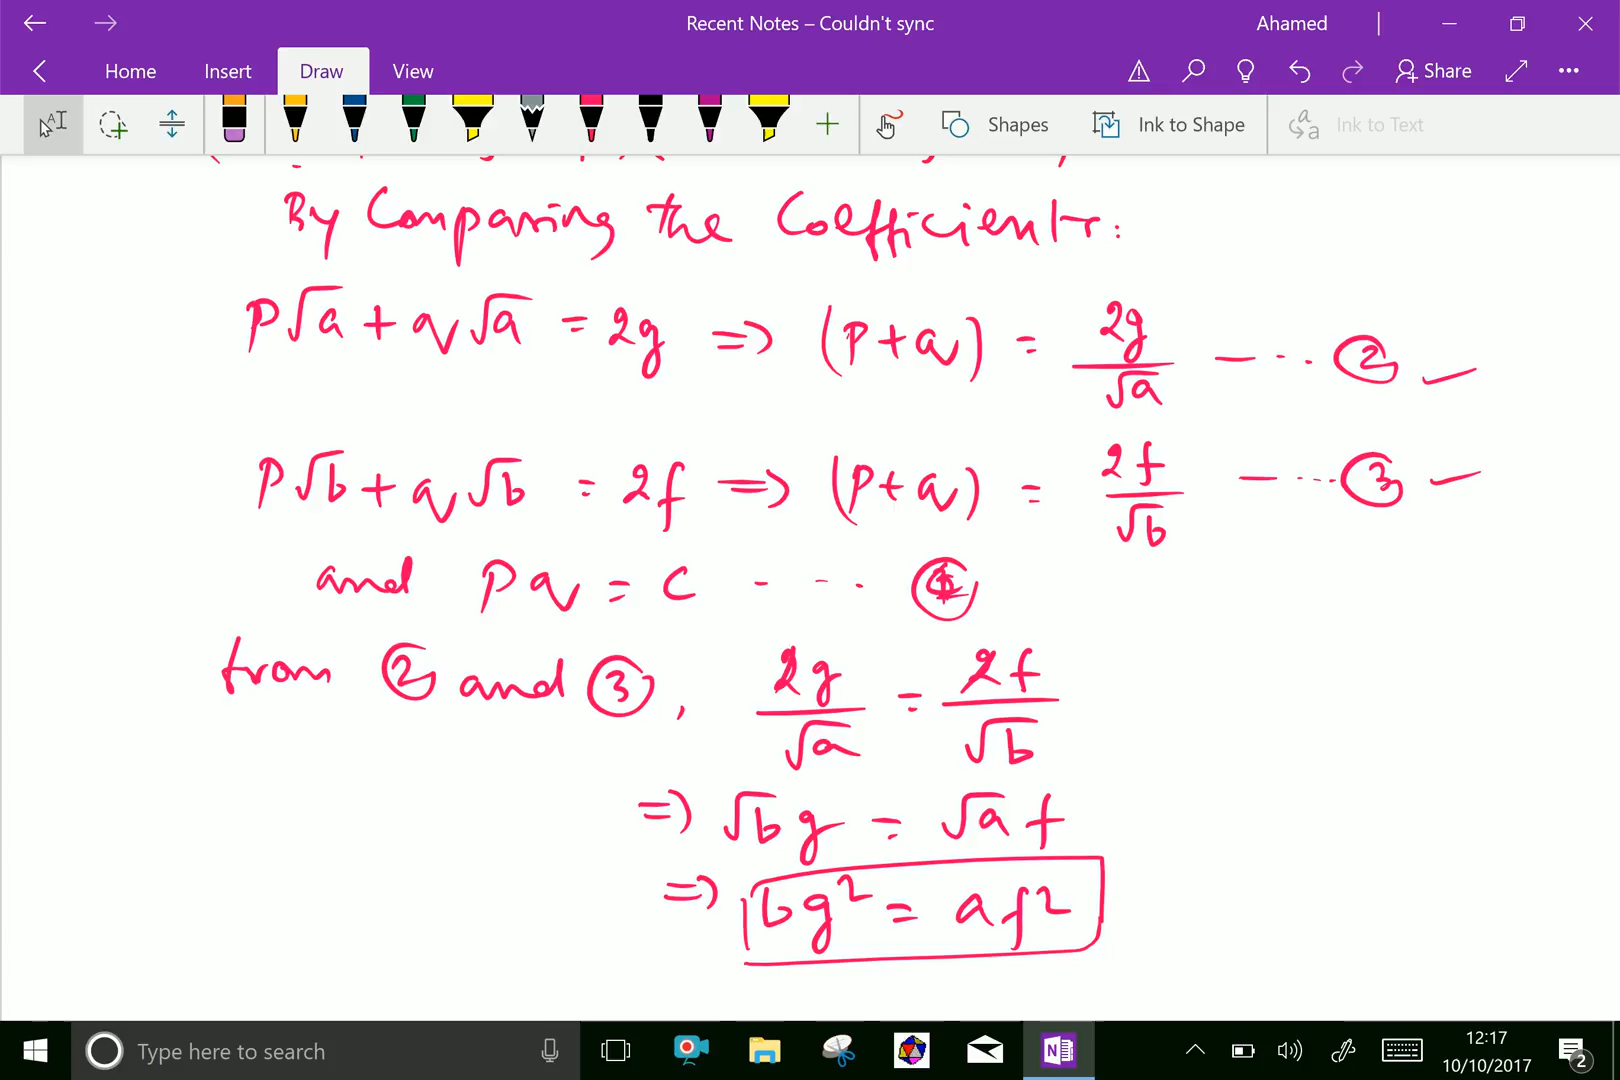 Recent Notes – Couldn't sync
Ahamed
Home Insert Draw View Share
Shapes Ink to Shape Ink to Text
By Comparing the Coefficients:
P√a + q√a = 2g ⇒ (P+q) = 2g/√a — ... ②
P√b + q√b = 2f ⇒ (P+q) = 2f/√b — ... ③
and Pq = c - ...
from ② and ③, 2g/√a = 2f/√b
⇒ √b g = √a f
⇒ bg² = af²
Type here to search
12:17
10/10/2017
2